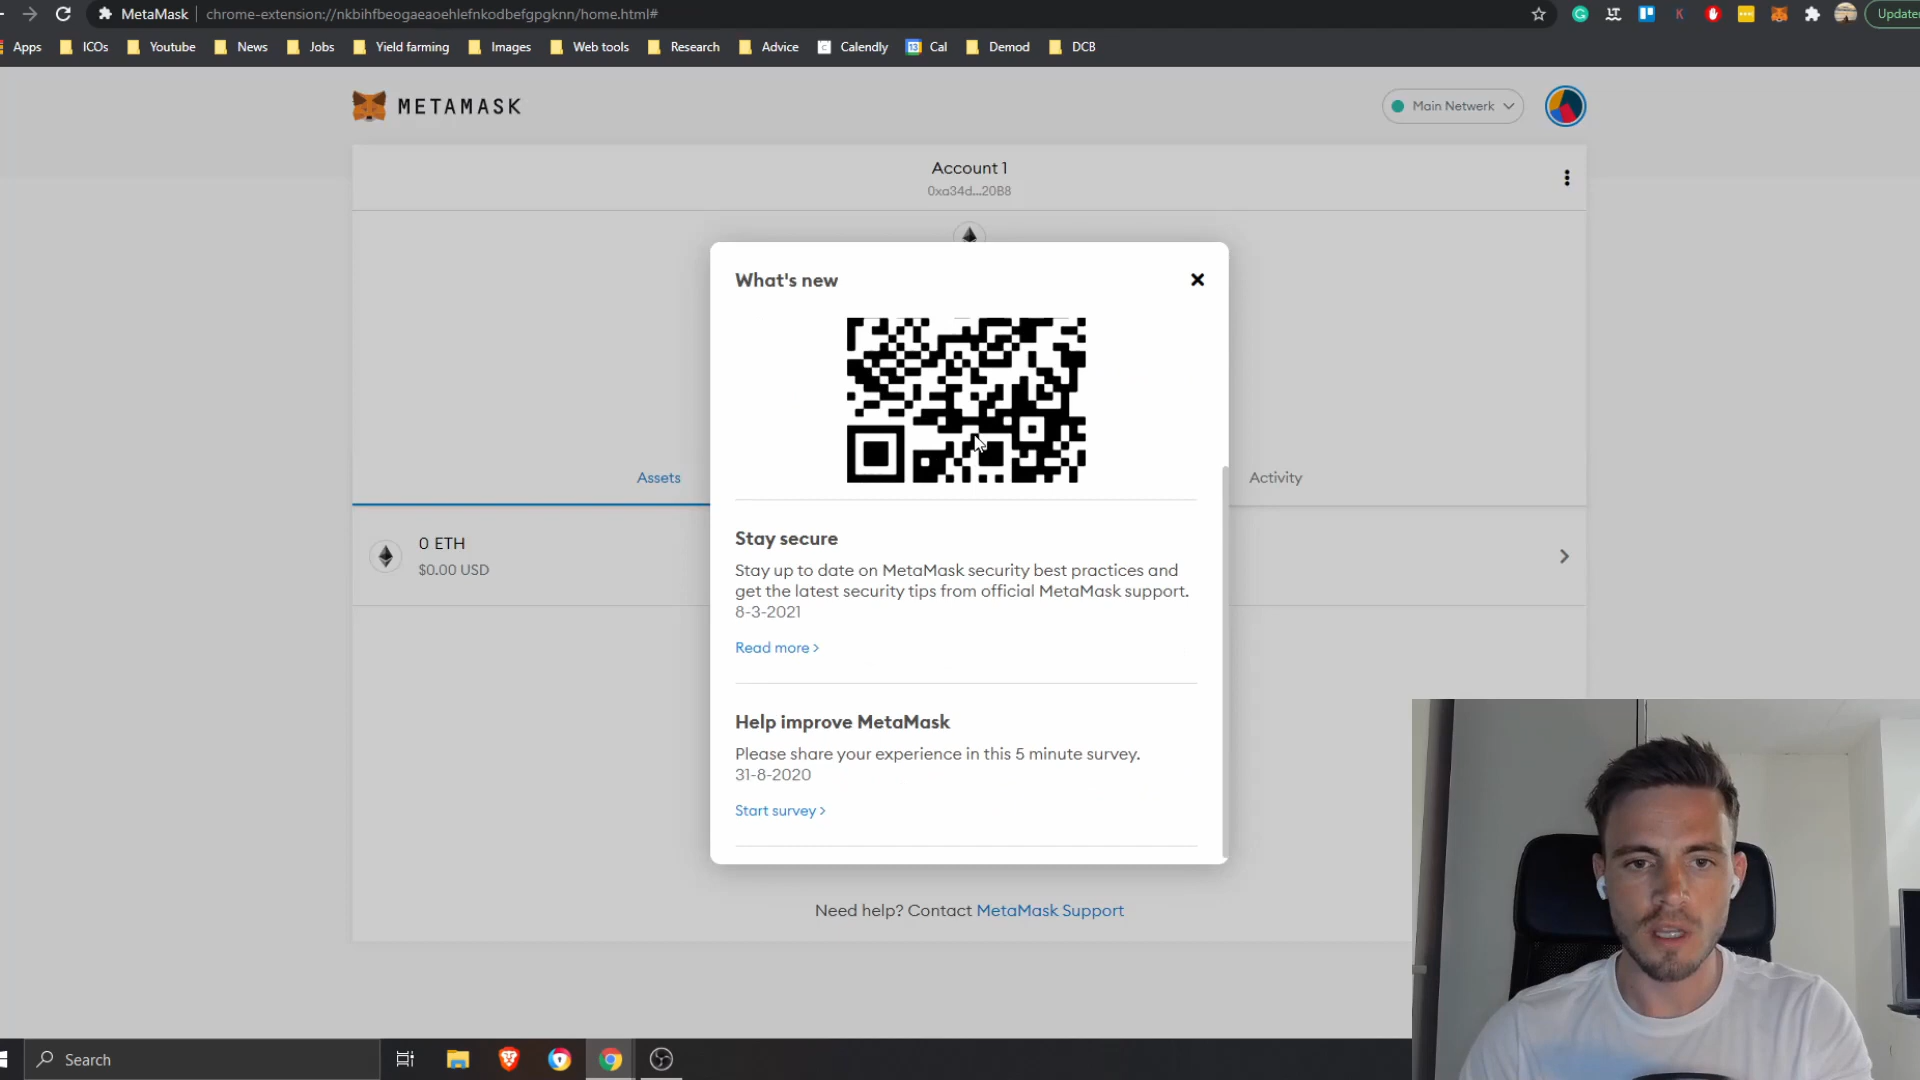 MetaMask
chrome-extension://nkbihfbeogaeaoehlefnkodbefgpgknn/home.html#
Update
Apps
ICOs
Youtube
News
Jobs
Yield farming
Images
Web tools
Research
Advice
Calendly
Cal
Demod
DCB
METAMASK
Main Netwerk
Account 1
0xa34d...20B8
What's new
Assets
Activity
0 ETH
$0.00 USD
Stay secure
Stay up to date on MetaMask security best practices and
get the latest security tips from official MetaMask support.
8-3-2021
Read more >
Help improve MetaMask
Please share your experience in this 5 minute survey.
31-8-2020
Start survey >
Need help? Contact MetaMask Support
Search